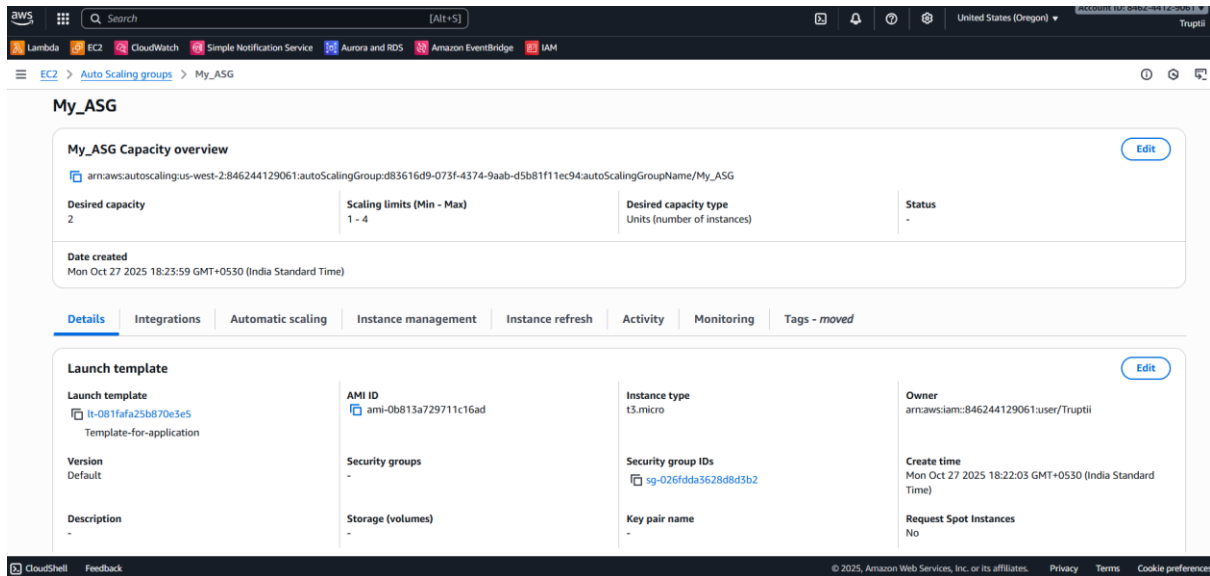 aws
Search [Alt+S]
United States (Oregon)
Account ID: 8462-4412-9061
Truptii
Lambda EC2 CloudWatch Simple Notification Service Aurora and RDS Amazon EventBridge IAM
EC2 > Auto Scaling groups > My_ASG
My_ASG
My_ASG Capacity overview
Edit
arn:aws:autoscaling:us-west-2:846244129061:autoScalingGroup:d83616d9-073f-4374-9aab-d5b81f11ec94:autoScalingGroupName/My_ASG
Desired capacity
2
Scaling limits (Min - Max)
1 - 4
Desired capacity type
Units (number of instances)
Status
-
Date created
Mon Oct 27 2025 18:23:59 GMT+0530 (India Standard Time)
Details Integrations Automatic scaling Instance management Instance refresh Activity Monitoring Tags - moved
Launch template
Edit
Launch template
lt-081fafa25b870e3e5
Template-for-application
AMI ID
ami-0b813a729711c16ad
Instance type
t3.micro
Owner
arn:aws:iam::846244129061:user/Truptii
Version
Default
Security groups
-
Security group IDs
sg-026fdda3628d8d3b2
Create time
Mon Oct 27 2025 18:22:03 GMT+0530 (India Standard
Time)
Description
-
Storage (volumes)
-
Key pair name
-
Request Spot Instances
No
CloudShell Feedback
© 2025, Amazon Web Services, Inc. or its affiliates. Privacy Terms Cookie preferences